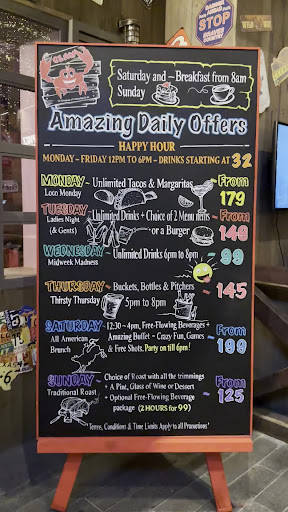 Saturday and ~ Breakfast from 8am
Sunday
Amazing Daily Offers
HAPPY HOUR
MONDAY ~ FRIDAY 12PM TO 6PM ~ DRINKS STARTING AT 32
MONDAY ~ Unlimited Tacos & Margaritas ~ From
Loco Monday 179
TUESDAY Unlimited Drinks + Choice of 2 Menu items ~ From
Ladies Night or a Burger 149
(& Gents)
WEDNESDAY ~ Unlimited Drinks 6pm to 8pm ~ 99
Midweek Madness
THURSDAY ~ Buckets, Bottles & Pitchers ~ From
Thirsty Thursday 5pm to 8pm 145
SATURDAY 12:30 ~ 4pm, Free-Flowing Beverages + From
All American Amazing Buffet ~ Crazy Fun, Games ~ 199
Brunch & Free Shots. Party on till 6pm!
SUNDAY ~ Choice of Roast with all the trimmings From
Traditional Roast + A Pint, Glass of Wine or Dessert ~ 125
+ Optional Free-Flowing Beverage
package (2 HOURS for 99)
*Terms, Conditions & Time Limits Apply to all Promotions*
STOP